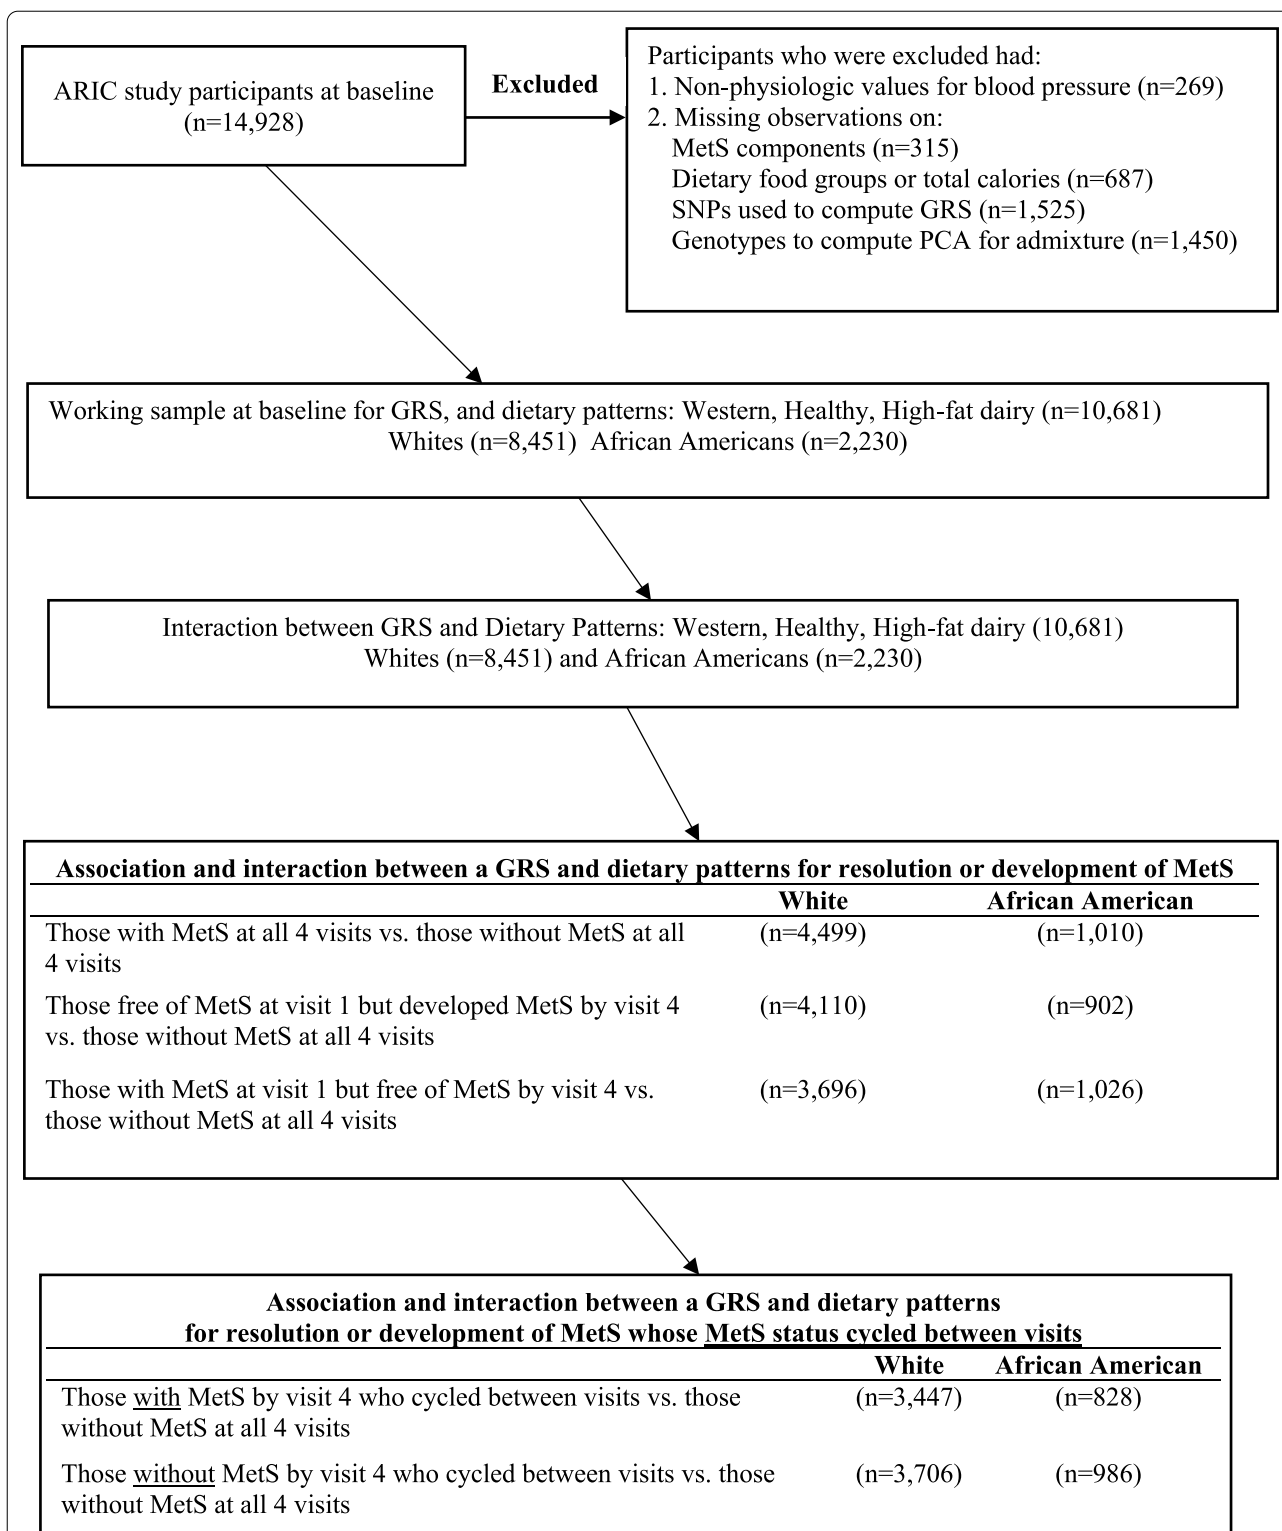 ARIC study participants at baseline
(n=14,928)
Excluded
Participants who were excluded had:
1. Non-physiologic values for blood pressure (n=269)
2. Missing observations on:
MetS components (n=315)
Dietary food groups or total calories (n=687)
SNPs used to compute GRS (n=1,525)
Genotypes to compute PCA for admixture (n=1,450)
Working sample at baseline for GRS, and dietary patterns: Western, Healthy, High-fat dairy (n=10,681)
Whites (n=8,451) African Americans (n=2,230)
Interaction between GRS and Dietary Patterns: Western, Healthy, High-fat dairy (10,681)
Whites (n=8,451) and African Americans (n=2,230)
Association and interaction between a GRS and dietary patterns for resolution or development of MetS
White African American
Those with MetS at all 4 visits vs. those without MetS at all (n=4,499) (n=1,010)
4 visits
Those free of MetS at visit 1 but developed MetS by visit 4 (n=4,110) (n=902)
vs. those without MetS at all 4 visits
Those with MetS at visit 1 but free of MetS by visit 4 vs. (n=3,696) (n=1,026)
those without MetS at all 4 visits
Association and interaction between a GRS and dietary patterns
for resolution or development of MetS whose MetS status cycled between visits
White African American
Those with MetS by visit 4 who cycled between visits vs. those (n=3,447) (n=828)
without MetS at all 4 visits
Those without MetS by visit 4 who cycled between visits vs. those (n=3,706) (n=986)
without MetS at all 4 visits